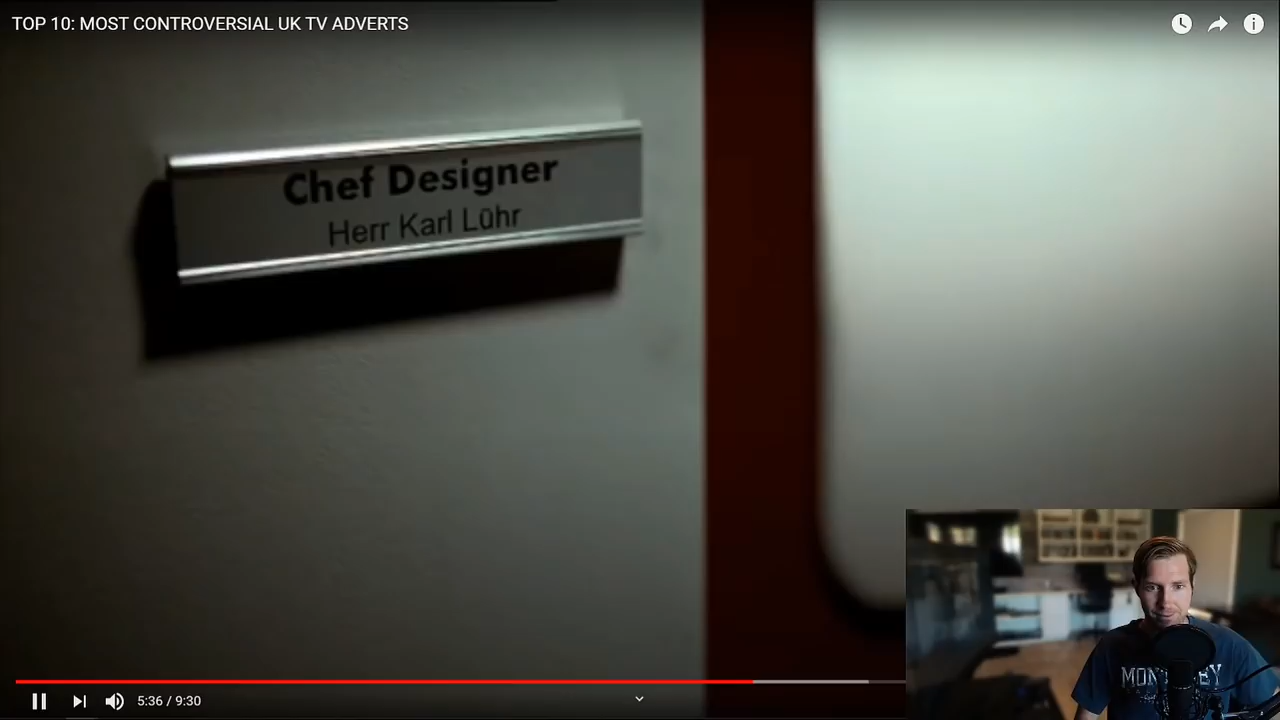 TOP 10: MOST CONTROVERSIAL UK TV ADVERTS
Chef Designer
Herr Karl Lühr
5:36 / 9:30